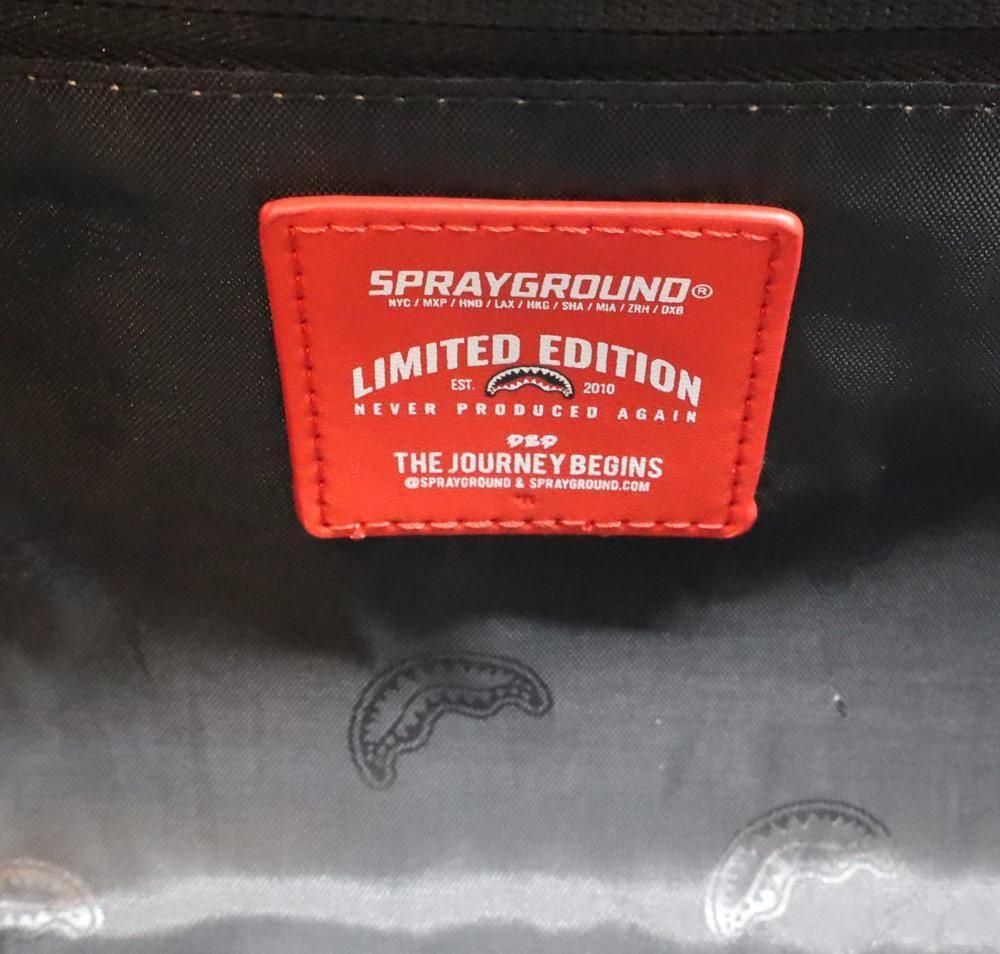 SPRAYGROUND®
NYC / MXP / HND / LAX / HKG / SHA / MIA / ZRH / DXB
LIMITED EDITION
EST. 2010
NEVER PRODUCED AGAIN
THE JOURNEY BEGINS
@SPRAYGROUND & SPRAYGROUND.COM